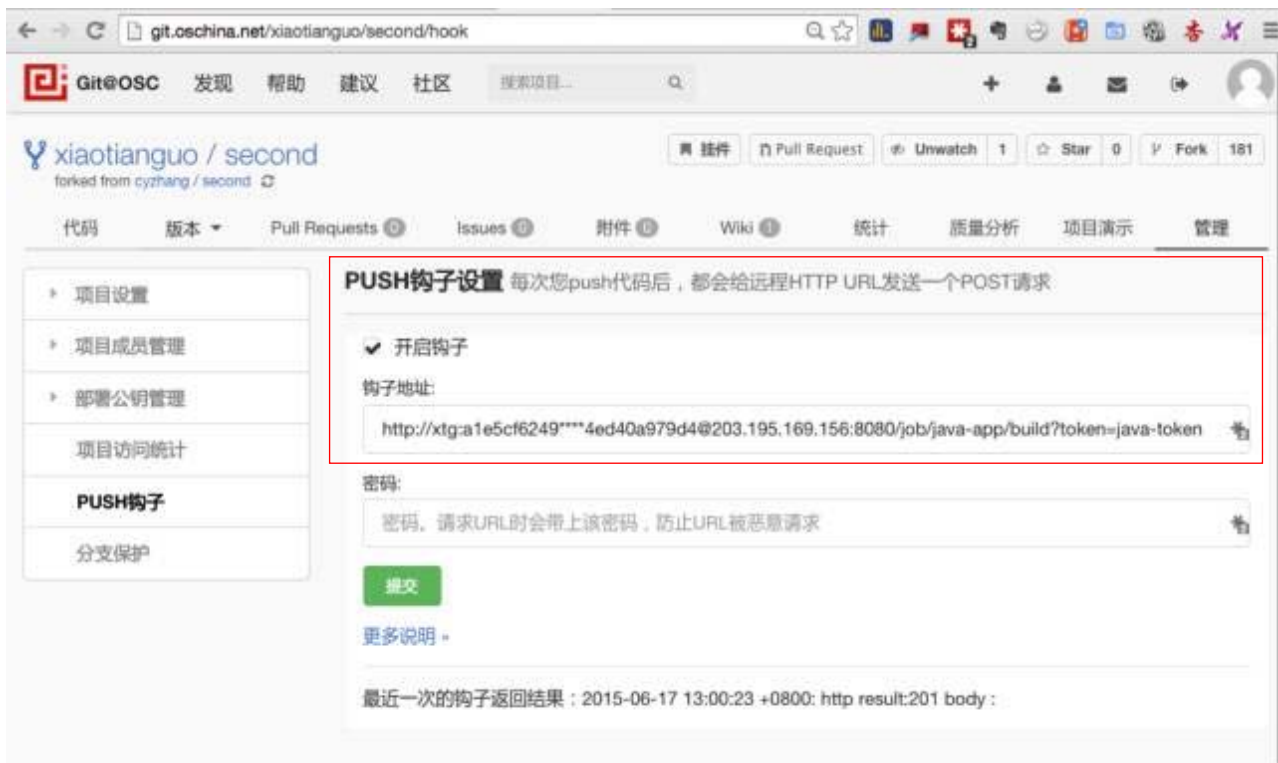 git.oschina.net/xiaotianguo/second/hook
Git@OSC 发现 帮助 建议 社区 搜索项目...
xiaotianguo / second
挂件 Pull Request Unwatch 1 Star 0 Fork 181
forked from cyzhang / second
代码 版本 Pull Requests 0 Issues 0 附件 0 Wiki 统计 质量分析 项目演示 管理
项目设置
项目成员管理
部署公钥管理
项目访问统计
PUSH钩子
分支保护
PUSH钩子设置 每次您push代码后，都会给远程HTTP URL发送一个POST请求
开启钩子
钩子地址:
http://xtg:a1e5cf6249****4ed40a979d4@203.195.169.156:8080/job/java-app/build?token=java-token
密码:
密码。请求URL时会带上该密码，防止URL被恶意请求
提交
更多说明 »
最近一次的钩子返回结果：2015-06-17 13:00:23 +0800: http result:201 body :